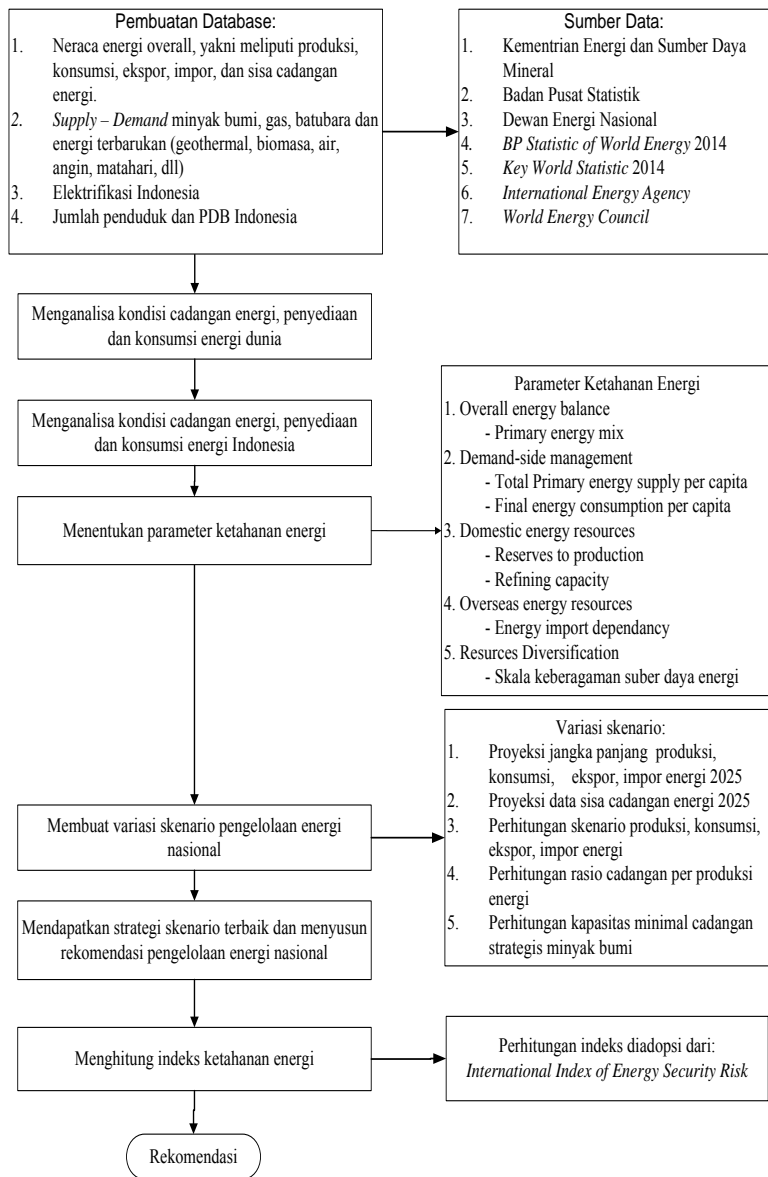 Pembuatan Database:
1. Neraca energi overall, yakni meliputi produksi,
konsumsi, ekspor, impor, dan sisa cadangan
energi.
2. Supply – Demand minyak bumi, gas, batubara dan
energi terbarukan (geothermal, biomasa, air,
angin, matahari, dll)
3. Elektrifikasi Indonesia
4. Jumlah penduduk dan PDB Indonesia
Sumber Data:
1. Kementrian Energi dan Sumber Daya
Mineral
2. Badan Pusat Statistik
3. Dewan Energi Nasional
4. BP Statistic of World Energy 2014
5. Key World Statistic 2014
6. International Energy Agency
7. World Energy Council
Menganalisa kondisi cadangan energi, penyediaan
dan konsumsi energi dunia
Menganalisa kondisi cadangan energi, penyediaan
dan konsumsi energi Indonesia
Menentukan parameter ketahanan energi
Parameter Ketahanan Energi
1. Overall energy balance
- Primary energy mix
2. Demand-side management
- Total Primary energy supply per capita
- Final energy consumption per capita
3. Domestic energy resources
- Reserves to production
- Refining capacity
4. Overseas energy resources
- Energy import dependancy
5. Resurces Diversification
- Skala keberagaman suber daya energi
Membuat variasi skenario pengelolaan energi
nasional
Variasi skenario:
1. Proyeksi jangka panjang produksi,
konsumsi, ekspor, impor energi 2025
2. Proyeksi data sisa cadangan energi 2025
3. Perhitungan skenario produksi, konsumsi,
ekspor, impor energi
4. Perhitungan rasio cadangan per produksi
energi
5. Perhitungan kapasitas minimal cadangan
strategis minyak bumi
Mendapatkan strategi skenario terbaik dan menyusun
rekomendasi pengelolaan energi nasional
Menghitung indeks ketahanan energi
Perhitungan indeks diadopsi dari:
International Index of Energy Security Risk
Rekomendasi